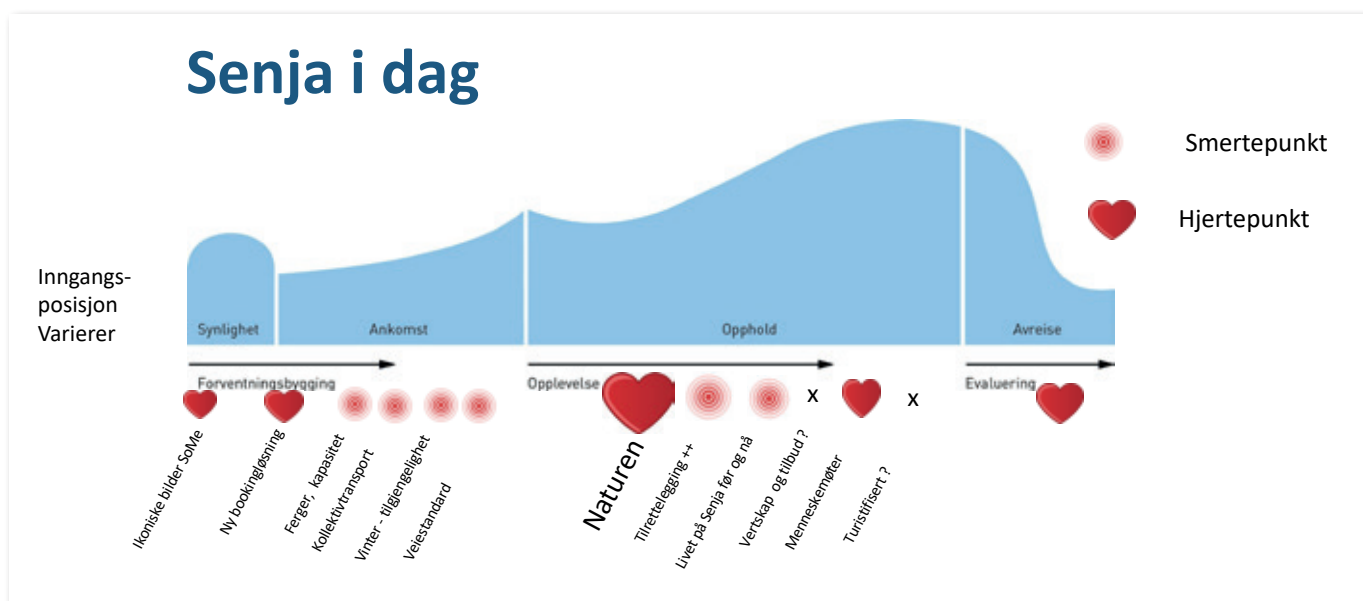 Senja i dag
Smertepunkt
Hjertepunkt
Inngangs-
posisjon
Varierer
Synlighet
Ankomst
Opphold
Avreise
Forventningsbygging
Opplevelse
Evaluering
x
x
Ikoniske bilder SoMe
Ny bookingløsning
Ferger, kapasitet
Kollektivtransport
Vinter - tilgjengelighet
Veiestandard
Naturen
Tilrettelegging ++
Livet på Senja før og nå
Vertskap og tilbud ?
Menneskemøter
Turistifisert ?